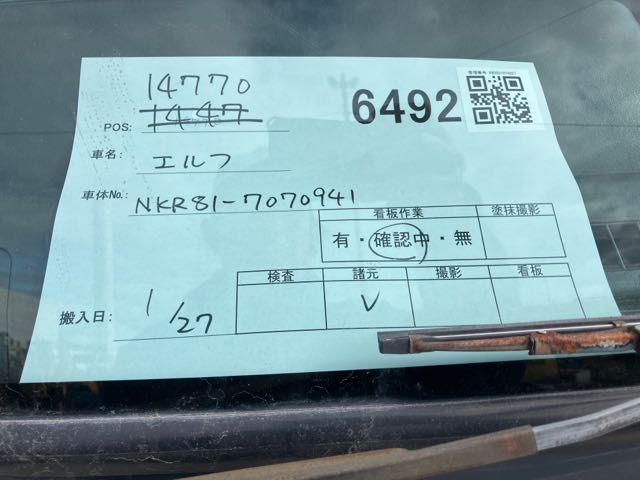 14770
6492
POS: 1447
車名: エルフ
車体No.: NKR81-7070941
看板作業
塗抹撮影
有・確認中・無
検査
諸元
撮影
看板
搬入日: 1/27
V